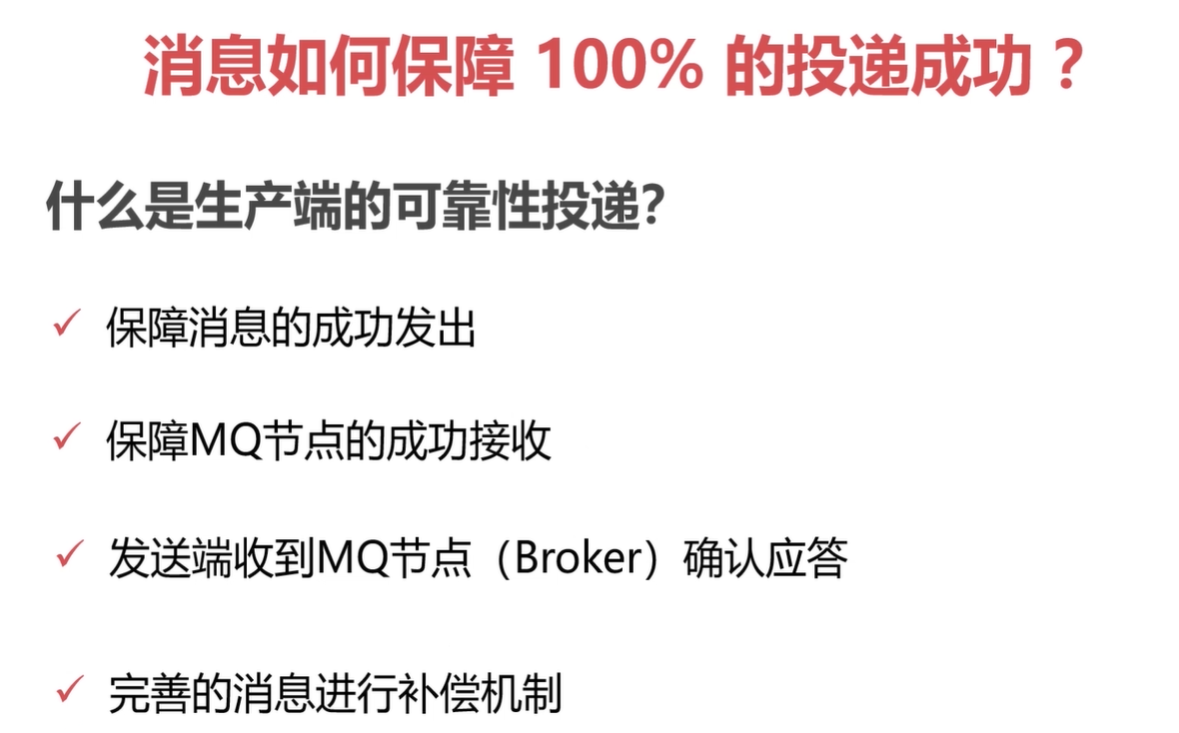 消息如何保障 100% 的投递成功？
什么是生产端的可靠性投递?
✓ 保障消息的成功发出
✓ 保障MQ节点的成功接收
✓ 发送端收到MQ节点（Broker）确认应答
✓ 完善的消息进行补偿机制